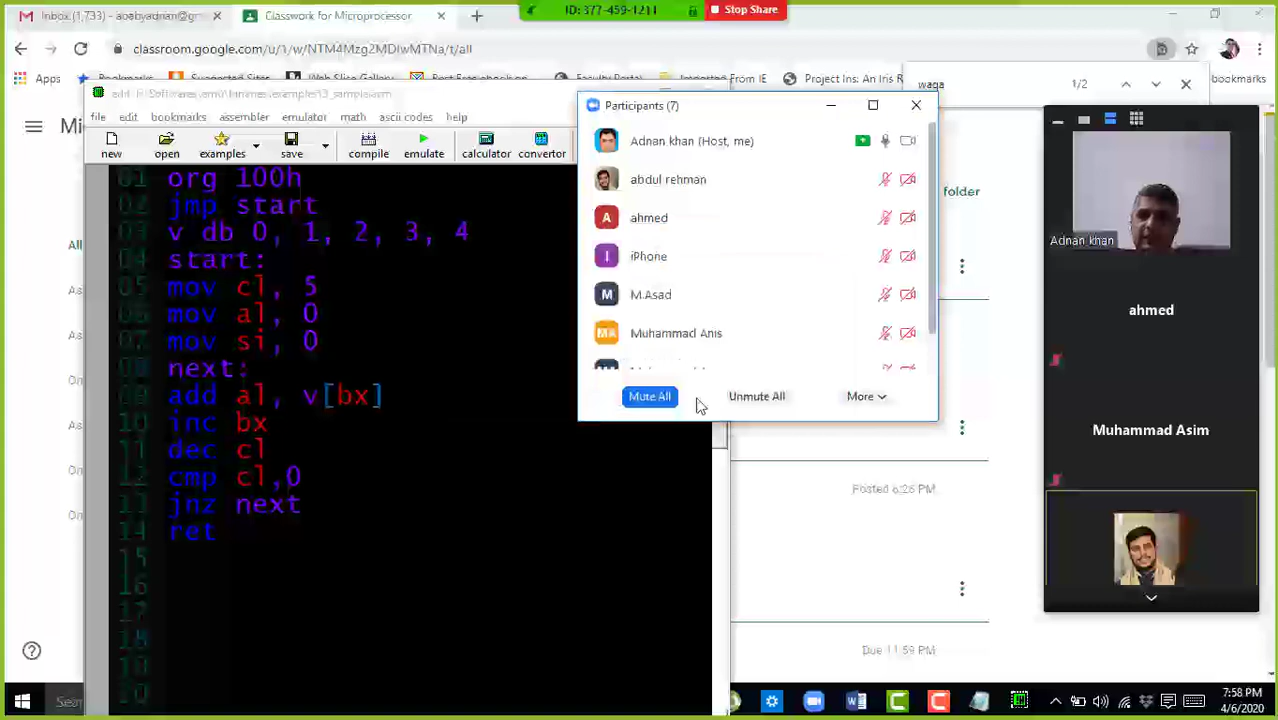 Inbox (1,733) - ababyadnan@gm
Classwork for Microprocessor
ID: 377-459-1211
Stop Share
classroom.google.com/u/1/w/NTM4Mzg2MDIwMTNa/t/all
Apps
Bookmarks
Suggested Sites
Web Slice Gallery
Faculty Portal
Imported From IE
Project Ins: An Iris R
bookmarks
waqa
1/2
Mi
file edit bookmarks assembler emulator math ascii codes help
new open examples save compile emulate calculator convertor
01 org 100h
02 jmp start
03 v db 0, 1, 2, 3, 4
04 start:
05 mov cl, 5
06 mov al, 0
07 mov si, 0
08 next:
09 add al, v[bx]
10 inc bx
11 dec cl
12 cmp cl,0
13 jnz next
14 ret
15
16
17
18
19
Participants (7)
Adnan khan (Host, me)
abdul rehman
A ahmed
I iPhone
M M.Asad
MA Muhammad Anis
Mute All
Unmute All
More
folder
All
Posted 6:26 PM
Due 11:59 PM
Adnan khan
ahmed
Muhammad Asim
7:58 PM
4/6/2020